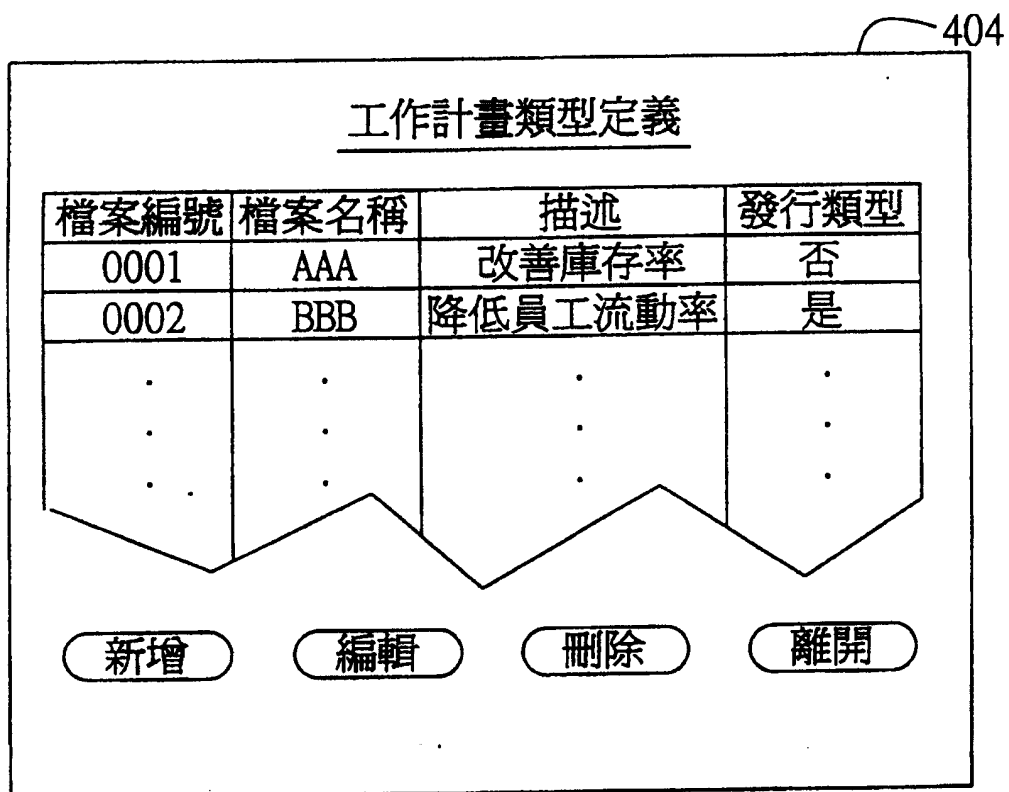 404
工作計畫類型定義
檔案編號 檔案名稱 描述 發行類型
0001 AAA 改善庫存率 否
0002 BBB 降低員工流動率 是
新增 編輯 刪除 離開